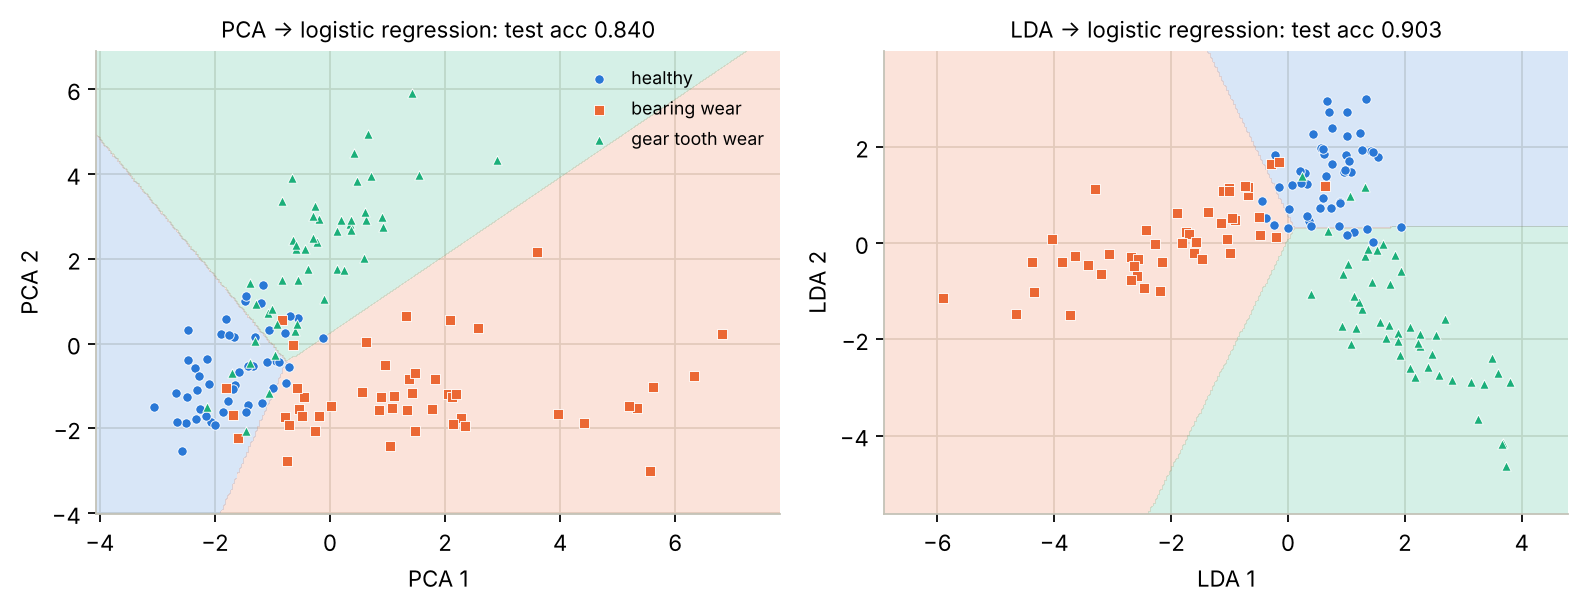 PCA → logistic regression: test acc 0.840
healthy
bearing wear
gear tooth wear
6
4
2
0
−2
−4
−4
−2
0
2
4
6
PCA 2
PCA 1
LDA → logistic regression: test acc 0.903
2
0
−2
−4
−6
−4
−2
0
2
4
LDA 2
LDA 1